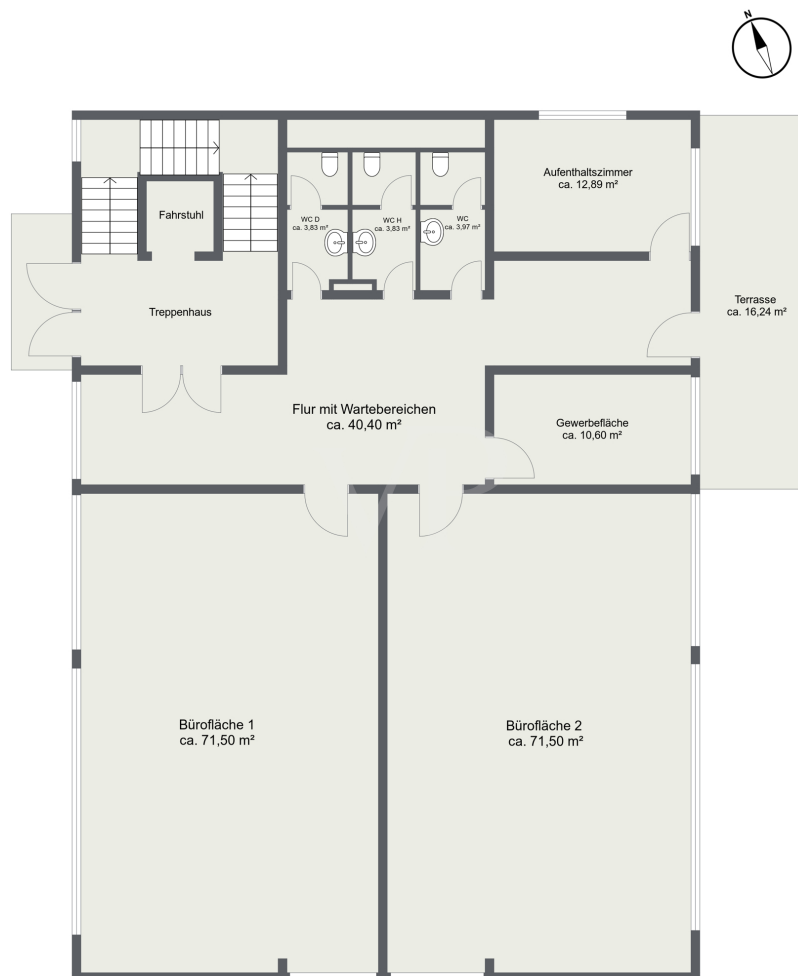 N
Aufenthaltszimmer
ca. 12,89 m²
Fahrstuhl
WC D
ca. 3,83 m²
WC H
ca. 3,83 m²
WC
ca. 3,97 m²
Treppenhaus
Terrasse
ca. 16,24 m²
Flur mit Wartebereichen
ca. 40,40 m²
Gewerbefläche
ca. 10,60 m²
Bürofläche 1
ca. 71,50 m²
Bürofläche 2
ca. 71,50 m²